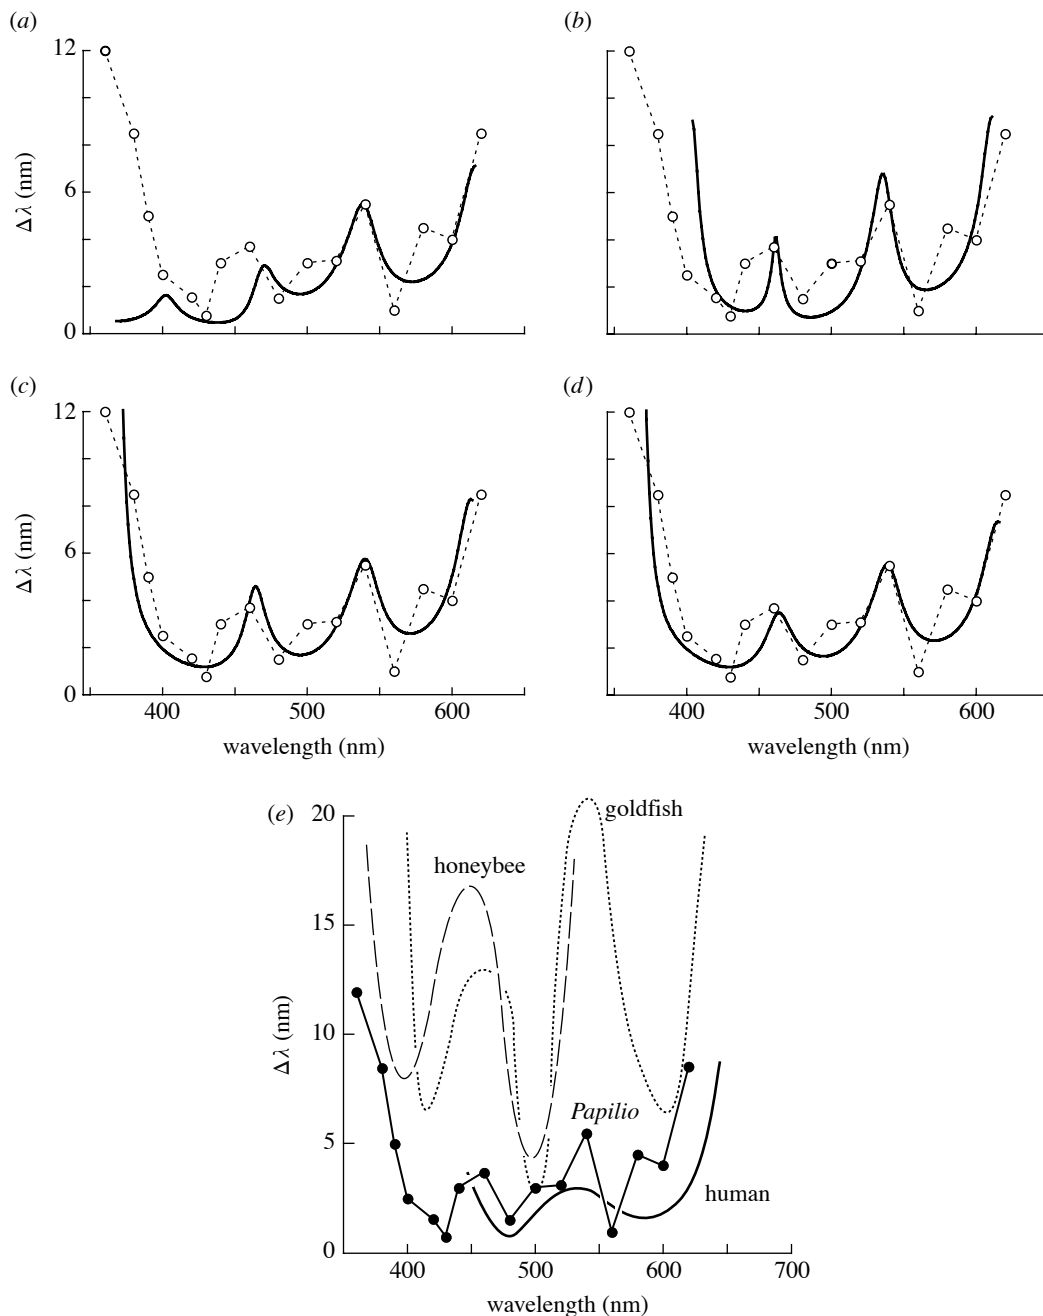 (a)
(b)
12
6
0
Δλ (nm)
(c)
(d)
12
6
0
Δλ (nm)
400 500 600
400 500 600
wavelength (nm)
wavelength (nm)
(e)
20
15
10
5
0
Δλ (nm)
goldfish
honeybee
Papilio
human
400 500 600 700
wavelength (nm)